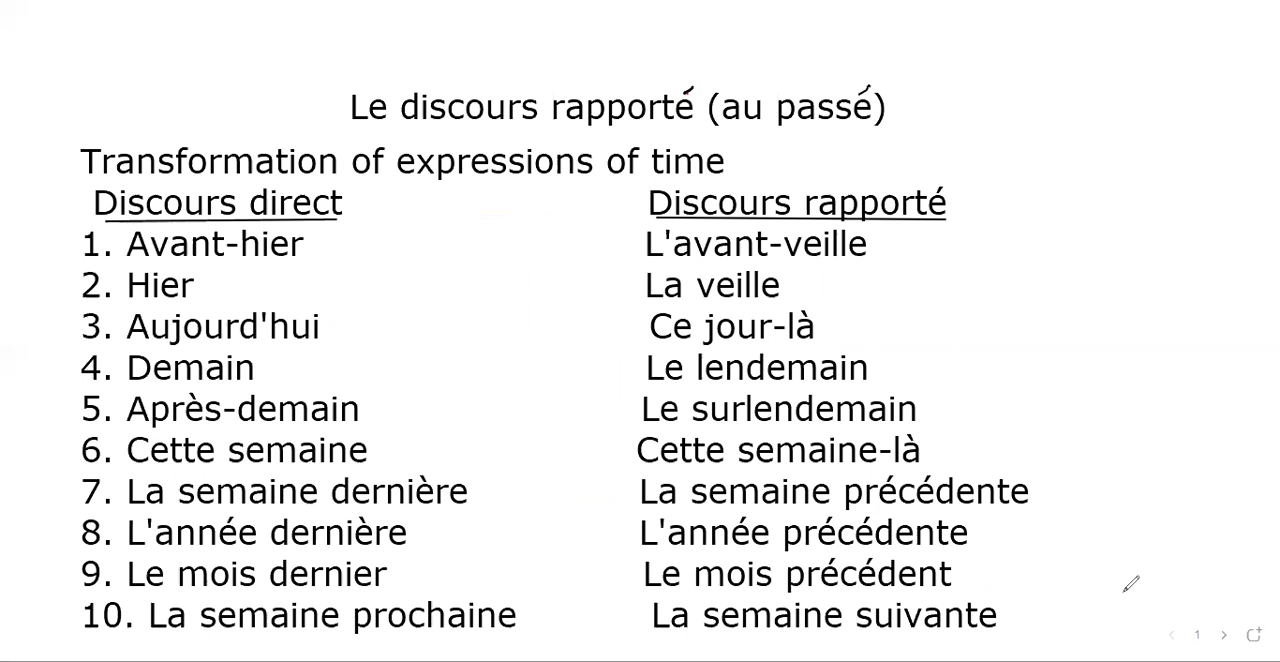 Le discours rapporté (au passé)
Transformation of expressions of time
Discours direct Discours rapporté
1. Avant-hier L'avant-veille
2. Hier La veille
3. Aujourd'hui Ce jour-là
4. Demain Le lendemain
5. Après-demain Le surlendemain
6. Cette semaine Cette semaine-là
7. La semaine dernière La semaine précédente
8. L'année dernière L'année précédente
9. Le mois dernier Le mois précédent
10. La semaine prochaine La semaine suivante
1